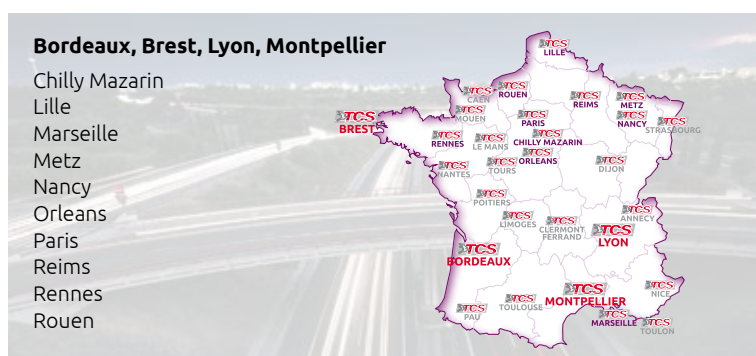 Bordeaux, Brest, Lyon, Montpellier
Chilly Mazarin
Lille
Marseille
Metz
Nancy
Orleans
Paris
Reims
Rennes
Rouen
TCS
LILLE
TCS
CAEN
TCS
ROUEN
TCS
REIMS
TCS
METZ
TCS
MOUEN
TCS
PARIS
TCS
NANCY
TCS
STRASBOURG
TCS
BREST
TCS
RENNES
TCS
LE MANS
TCS
CHILLY MAZARIN
TCS
ORLEANS
TCS
NANTES
TCS
TOURS
TCS
DIJON
TCS
POITIERS
TCS
LIMOGES
TCS
CLERMONT
FERRAND
TCS
ANNECY
TCS
LYON
TCS
BORDEAUX
TCS
MONTPELLIER
TCS
NICE
TCS
PAU
TCS
TOULOUSE
TCS
MARSEILLE
TCS
TOULON